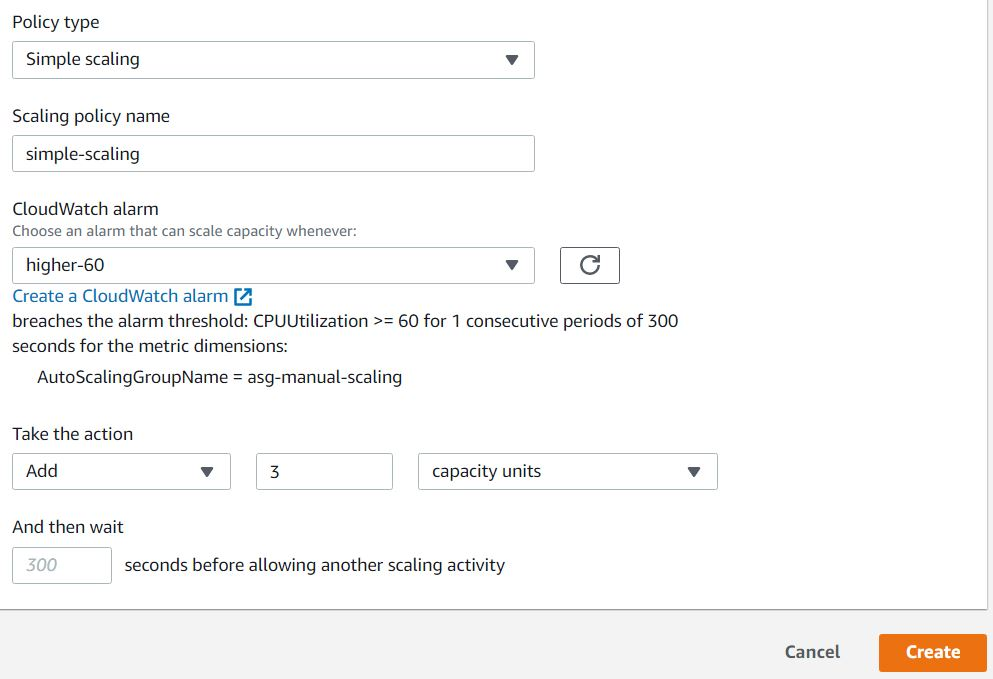 Policy type
Simple scaling
Scaling policy name
simple-scaling
CloudWatch alarm
Choose an alarm that can scale capacity whenever:
higher-60
Create a CloudWatch alarm
breaches the alarm threshold: CPUUtilization >= 60 for 1 consecutive periods of 300
seconds for the metric dimensions:
AutoScalingGroupName = asg-manual-scaling
Take the action
Add 3 capacity units
And then wait
300 seconds before allowing another scaling activity
Cancel Create